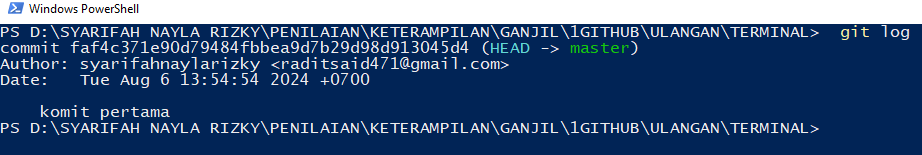 Windows PowerShell
PS D:\SYARIFAH NAYLA RIZKY\PENILAIAN\KETERAMPILAN\GANJIL\1GITHUB\ULANGAN\TERMINAL>  git log
commit faf4c371e90d79484fbbea9d7b29d98d913045d4 (HEAD -> master)
Author: syarifahnaylarizky <raditsaid471@gmail.com>
Date:   Tue Aug 6 13:54:54 2024 +0700
    komit pertama
PS D:\SYARIFAH NAYLA RIZKY\PENILAIAN\KETERAMPILAN\GANJIL\1GITHUB\ULANGAN\TERMINAL>